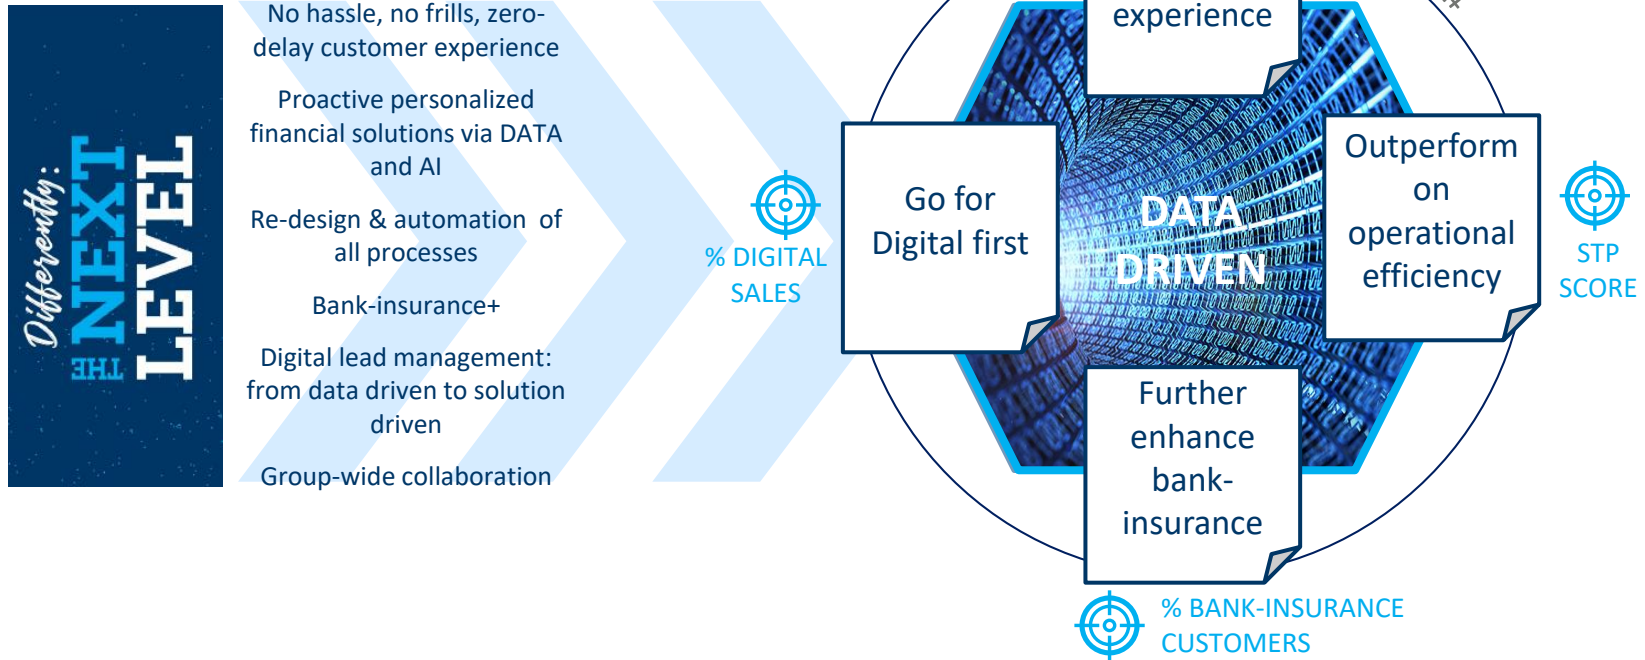 Differently:
THE NEXT
LEVEL
No hassle, no frills, zero-
delay customer experience
Proactive personalized
financial solutions via DATA
and AI
Re-design & automation of
all processes
Bank-insurance+
Digital lead management:
from data driven to solution
driven
Group-wide collaboration
experience
% DIGITAL
SALES
Go for
Digital first
DATA
DRIVEN
Outperform
on
operational
efficiency
STP
SCORE
Further
enhance
bank-
insurance
% BANK-INSURANCE
CUSTOMERS